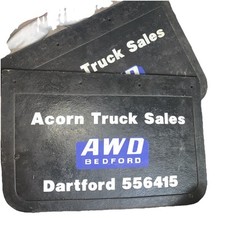 Truck Sales
Acorn Truck Sales
AWD
BEDFORD
Dartford 556415